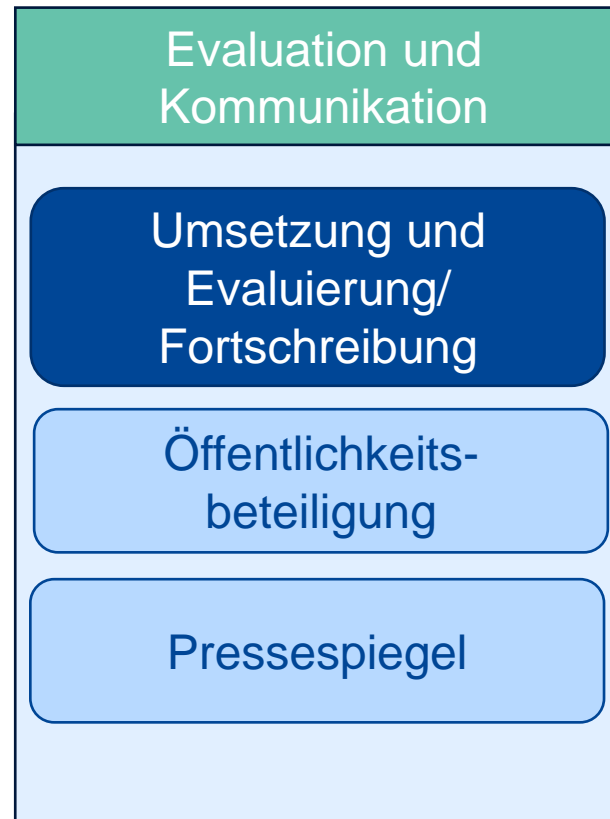 Evaluation und
Kommunikation
Umsetzung und
Evaluierung/
Fortschreibung
Öffentlichkeits-
beteiligung
Pressespiegel